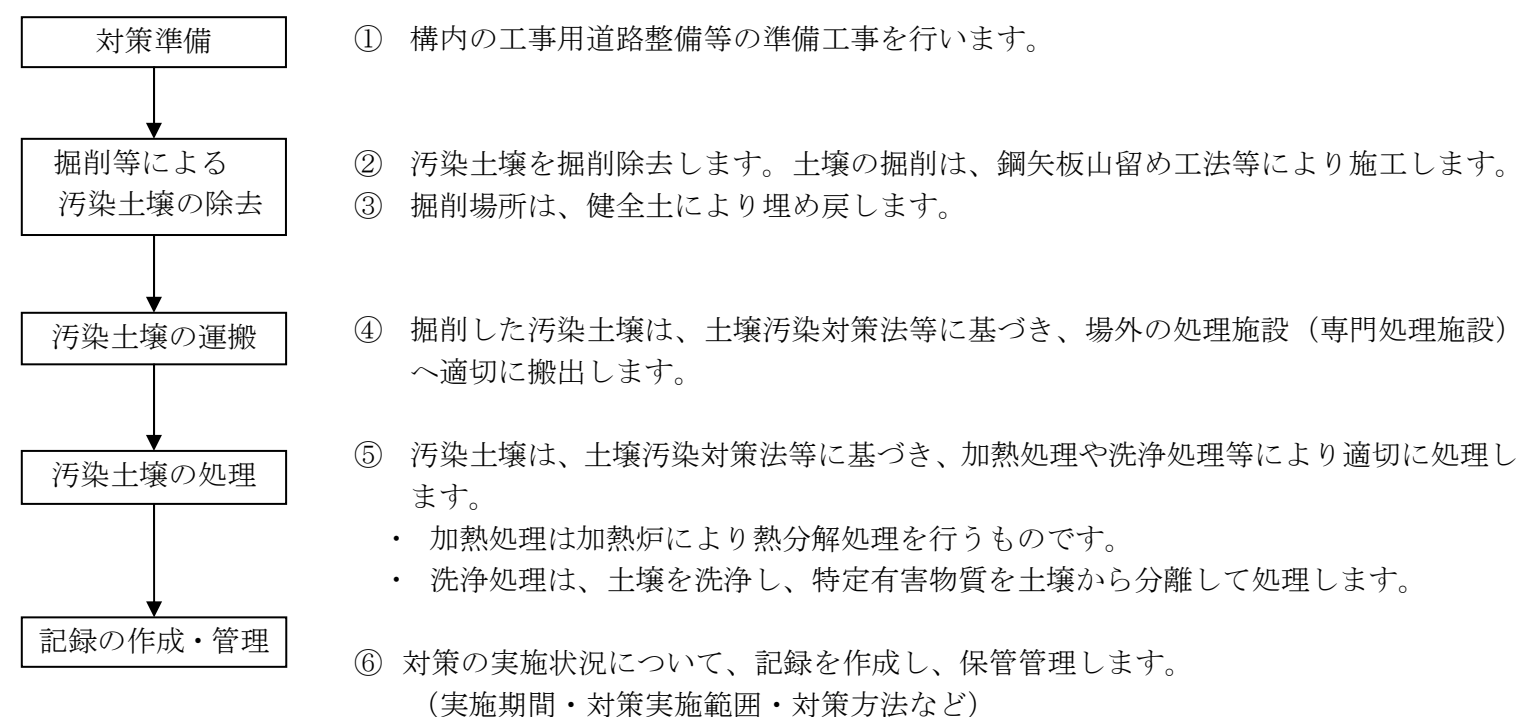 対策準備
① 構内の工事用道路整備等の準備工事を行います。
掘削等による
汚染土壌の除去
② 汚染土壌を掘削除去します。土壌の掘削は、鋼矢板山留め工法等により施工します。
③ 掘削場所は、健全土により埋め戻します。
汚染土壌の運搬
④ 掘削した汚染土壌は、土壌汚染対策法等に基づき、場外の処理施設（専門処理施設）
へ適切に搬出します。
汚染土壌の処理
⑤ 汚染土壌は、土壌汚染対策法等に基づき、加熱処理や洗浄処理等により適切に処理し
ます。
・ 加熱処理は加熱炉により熱分解処理を行うものです。
・ 洗浄処理は、土壌を洗浄し、特定有害物質を土壌から分離して処理します。
記録の作成・管理
⑥ 対策の実施状況について、記録を作成し、保管管理します。
（実施期間・対策実施範囲・対策方法など）